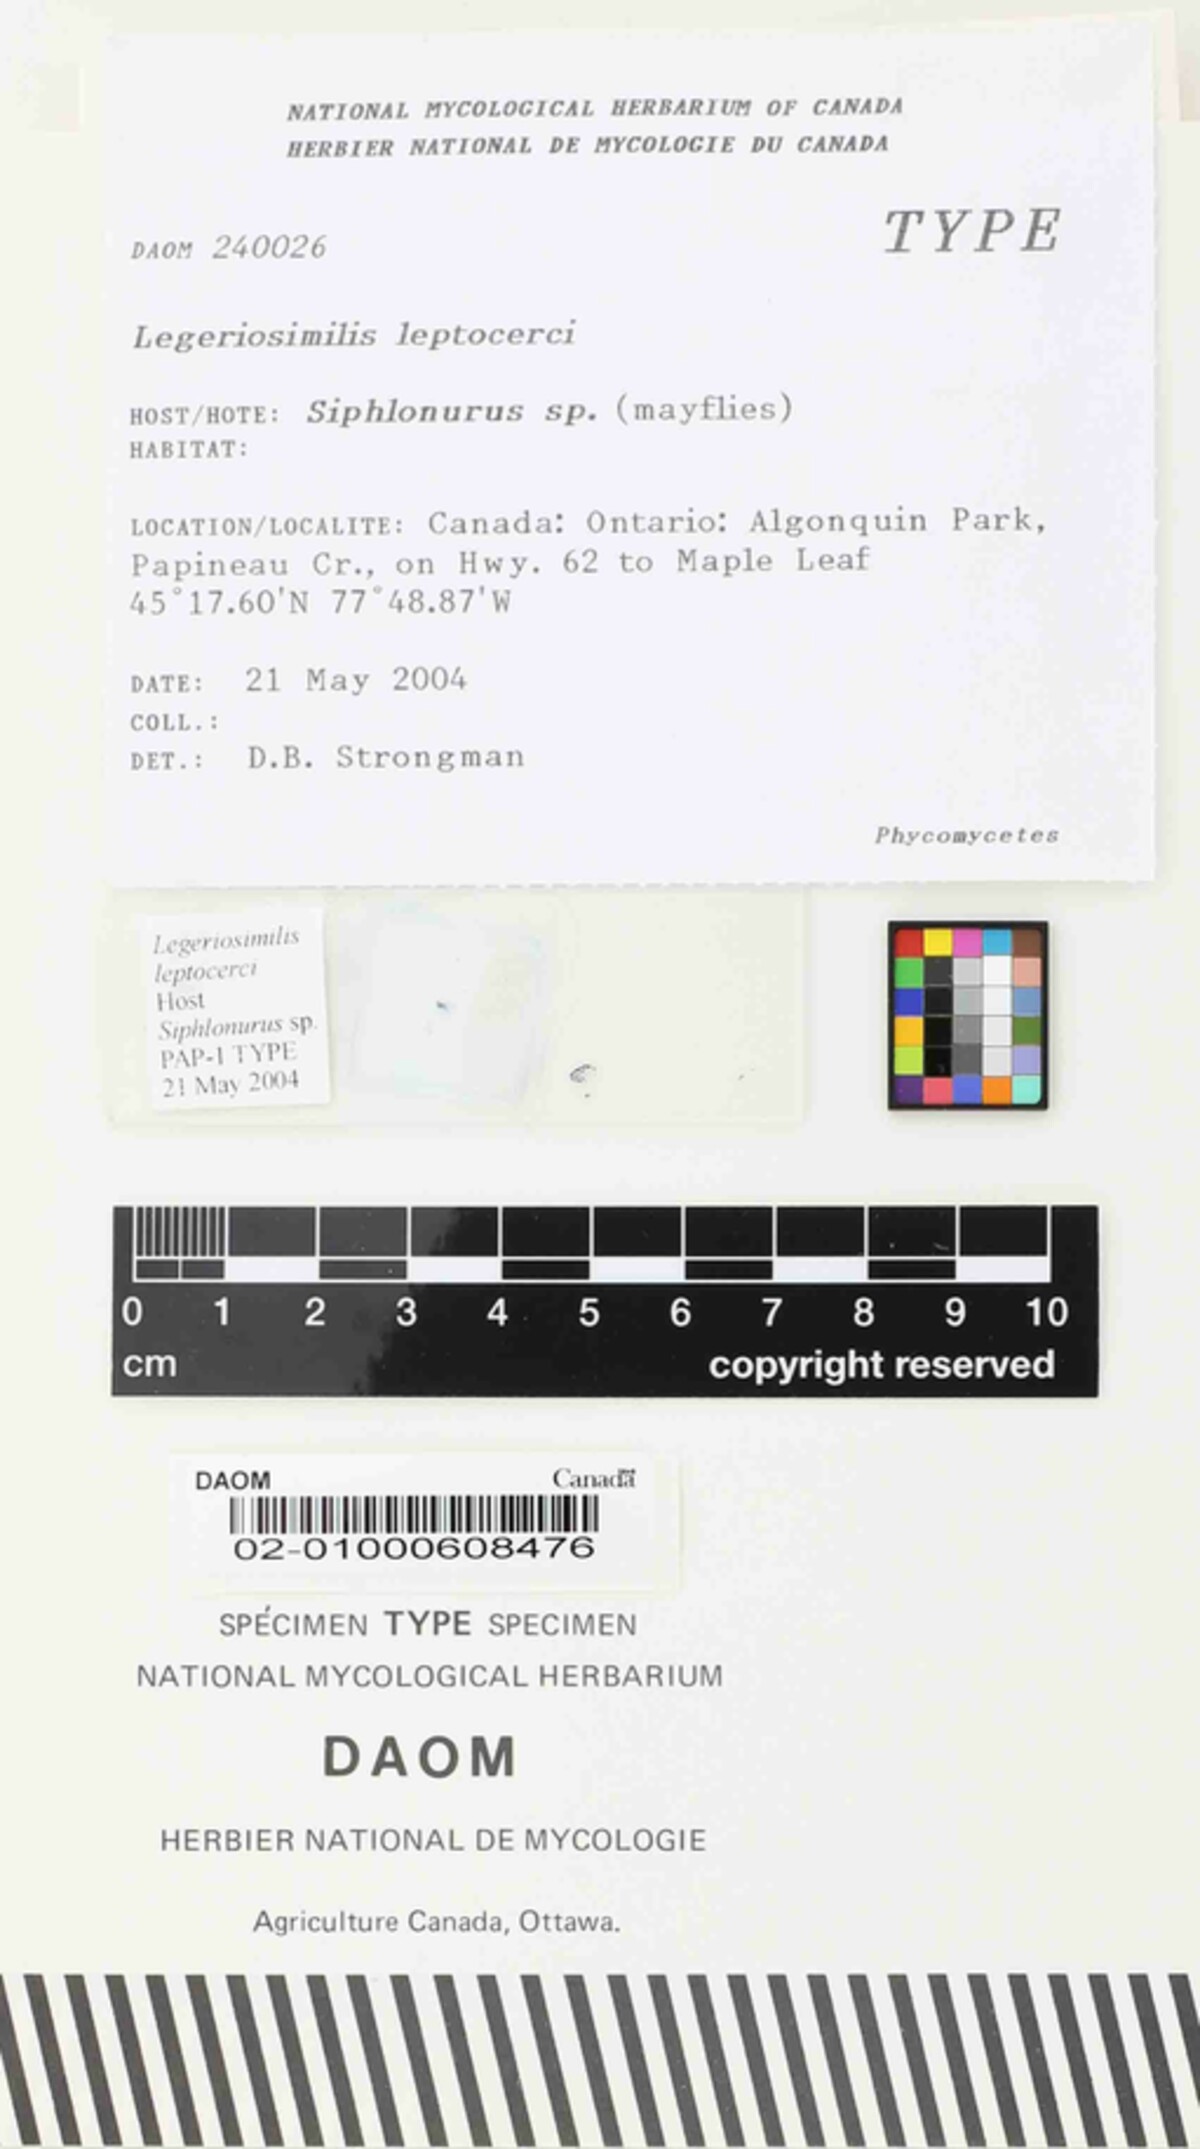 NATIONAL MYCOLOGICAL HERBARIUM OF CANADA
HERBIER NATIONAL DE MYCOLOGIE DU CANADA
TYPE
DAOM 240026
Legeriosimilis leptocerci
HOST/HOTE: Siphlonurus sp. (mayflies)
HABITAT:
LOCATION/LOCALITE: Canada: Ontario: Algonquin Park,
Papineau Cr., on Hwy. 62 to Maple Leaf
45°17.60'N 77°48.87'W
DATE: 21 May 2004
COLL.:
DET.: D.B. Strongman
Phycomycetes
Legeriosimilis
leptocerci
Host
Siphlonurus sp.
PAP-1 TYPE
21 May 2004
0 1 2 3 4 5 6 7 8 9 10
cm copyright reserved
DAOM Canada
02-01000608476
SPÉCIMEN TYPE SPECIMEN
NATIONAL MYCOLOGICAL HERBARIUM
DAOM
HERBIER NATIONAL DE MYCOLOGIE
Agriculture Canada, Ottawa.